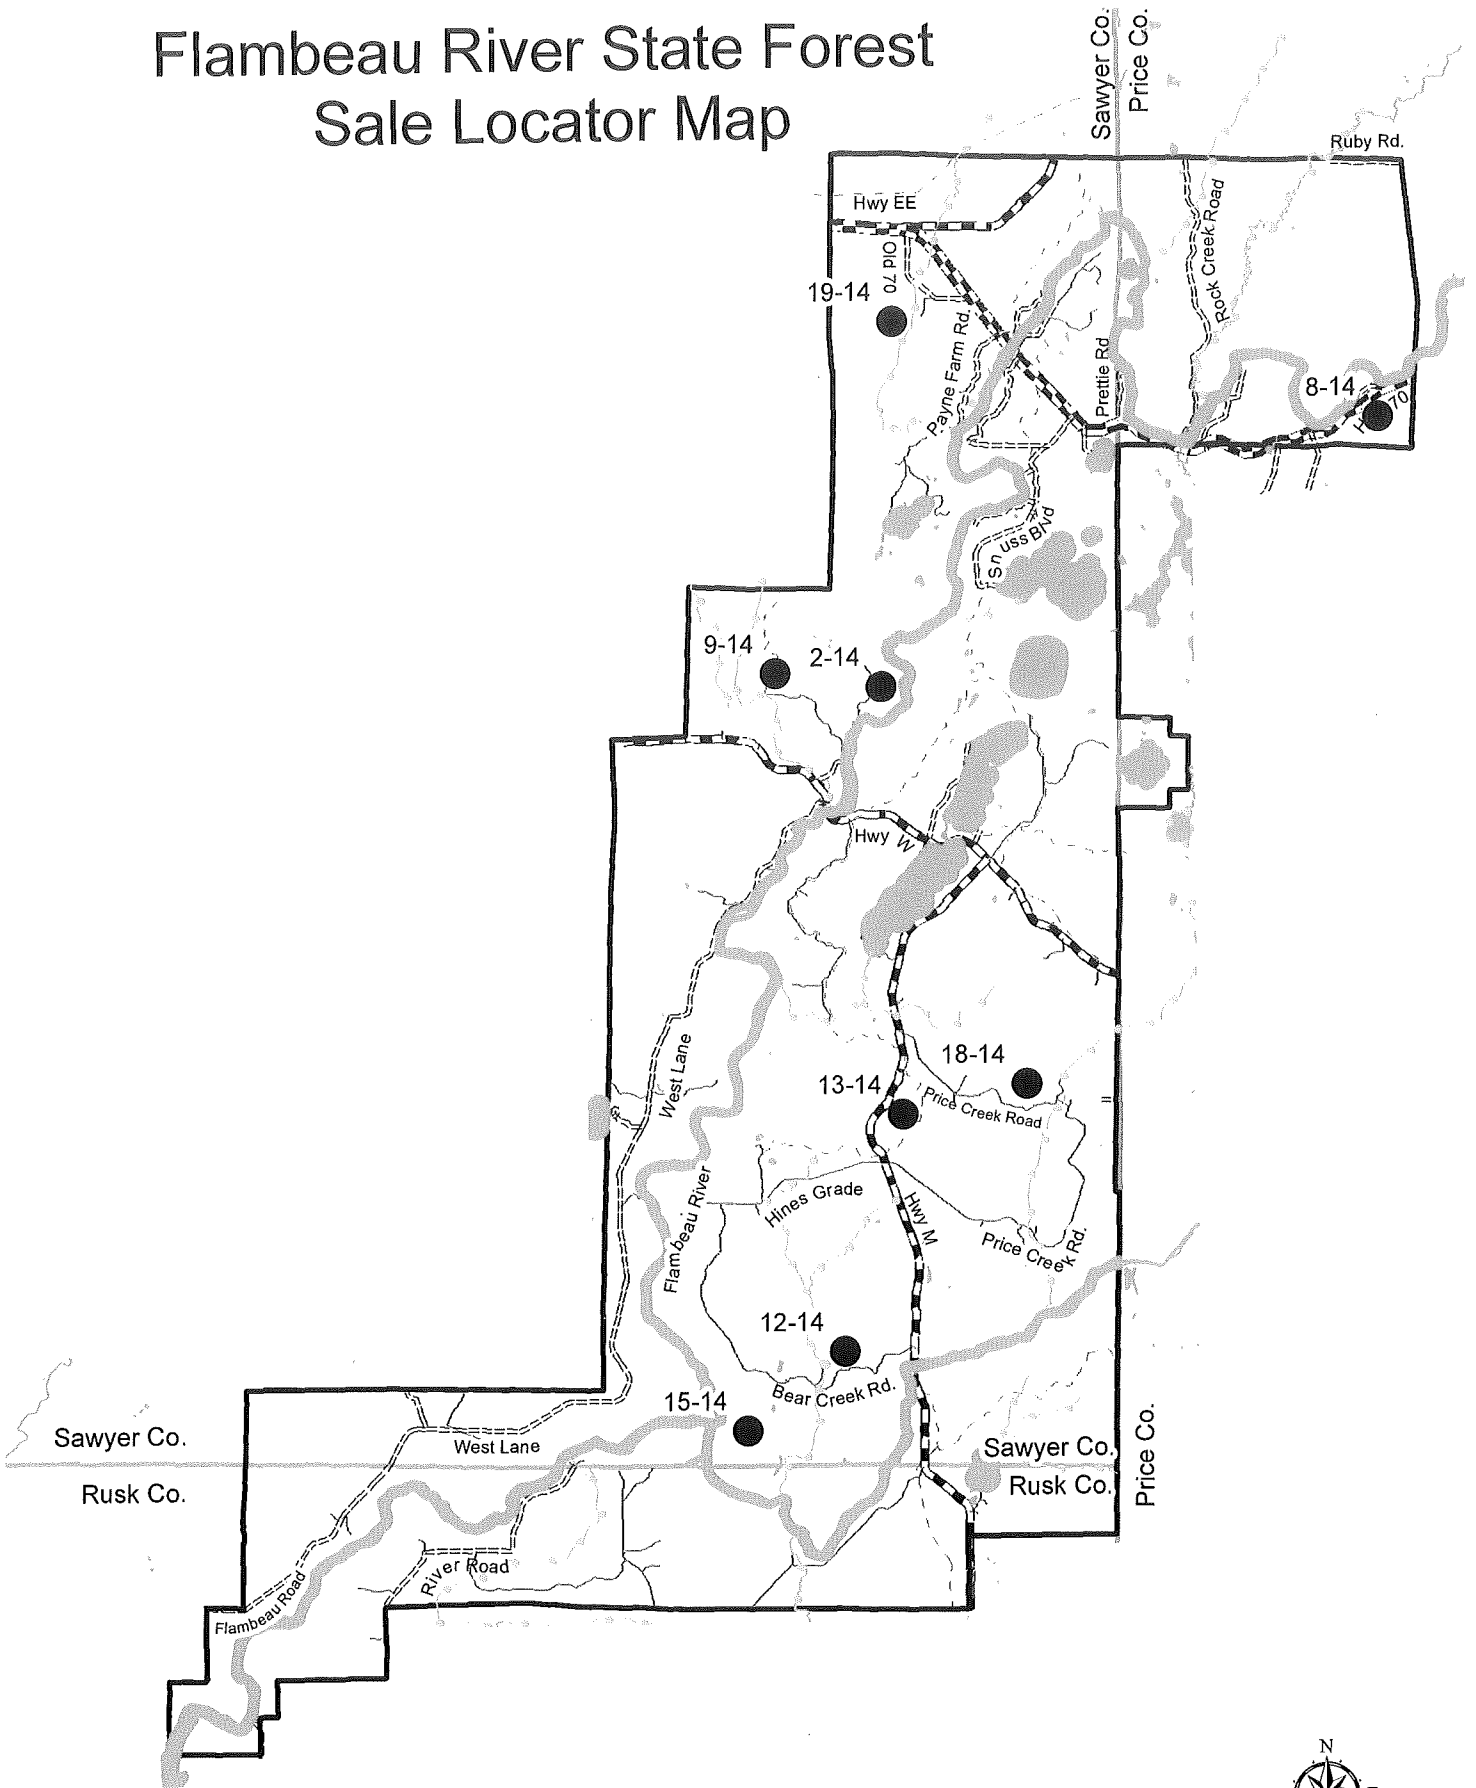 Flambeau River State Forest
Sale Locator Map
Sawyer Co.
Price Co.
Ruby Rd.
Hwy EE
Old 70
Rock Creek Road
19-14
Payne Farm Rd.
Prettie Rd
8-14
70
Snuss Blvd
9-14
2-14
Hwy W
West Lane
18-14
13-14
Price Creek Road
Flambeau River
Hines Grade
Hwy M
Price Creek Rd.
12-14
Bear Creek Rd.
15-14
Sawyer Co.
Rusk Co.
West Lane
Sawyer Co.
Rusk Co.
Price Co.
River Road
Flambeau Road
N